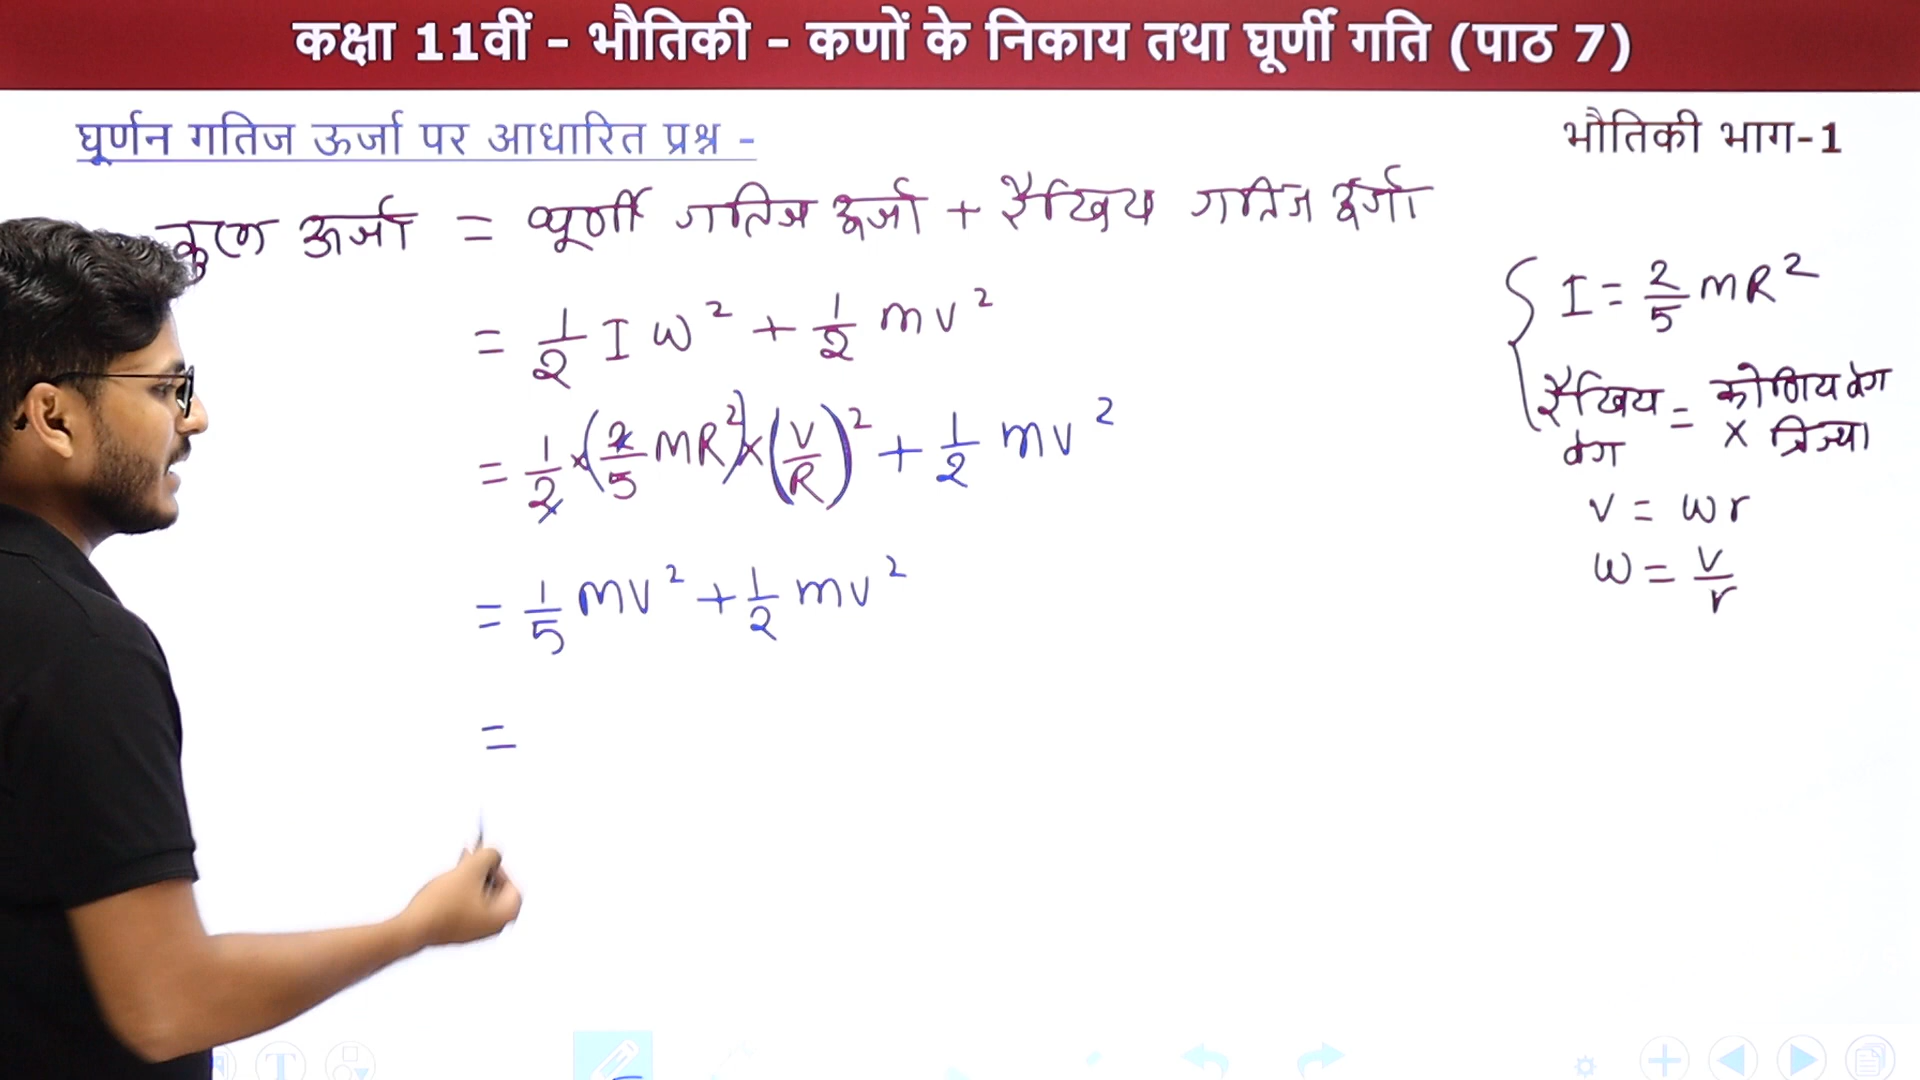 कक्षा 11वीं - भौतिकी - कणों के निकाय तथा घूर्णी गति (पाठ 7)
घूर्णन गतिज ऊर्जा पर आधारित प्रश्न -
भौतिकी भाग-1
कुल ऊर्जा = घूर्णी गतिज ऊर्जा + रैखिय गतिज ऊर्जा
= 1/2 I ω² + 1/2 mv²
= 1/2 × (2/5 MR²) × (V/R)² + 1/2 mv²
= 1/5 mv² + 1/2 mv²
=
I = 2/5 MR²
रैखिय वेग = कोणिय वेग × त्रिज्या
v = ωr
ω = v/r